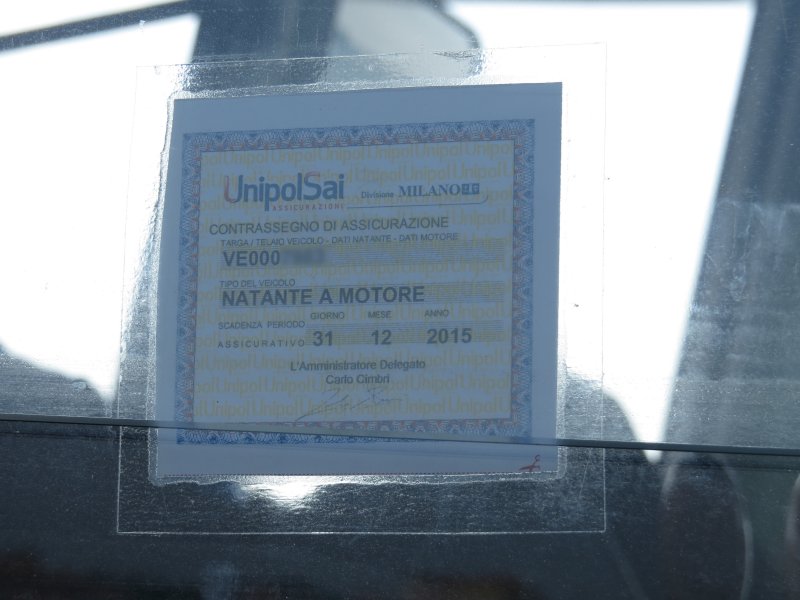 UnipolSai
ASSICURAZIONI
Divisione MILANO
CONTRASSEGNO DI ASSICURAZIONE
TARGA / TELAIO VEICOLO - DATI NATANTE - DATI MOTORE
VE000
TIPO DEL VEICOLO
NATANTE A MOTORE
SCADENZA PERIODO GIORNO MESE ANNO
ASSICURATIVO 31 12 2015
L'Amministratore Delegato
Carlo Cimbri